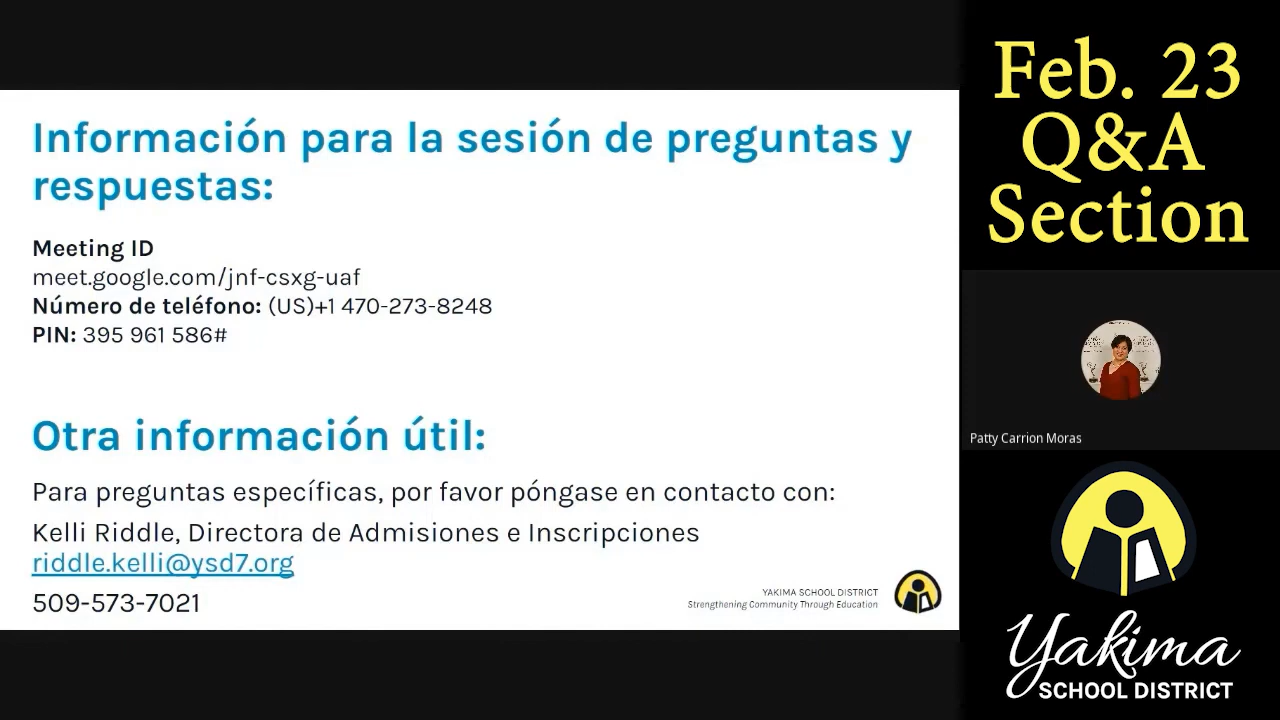 Información para la sesión de preguntas y
respuestas:
Meeting ID
meet.google.com/jnf-csxg-uaf
Número de teléfono: (US)+1 470-273-8248
PIN: 395 961 586#
Otra información útil:
Para preguntas específicas, por favor póngase en contacto con:
Kelli Riddle, Directora de Admisiones e Inscripciones
riddle.kelli@ysd7.org
509-573-7021
YAKIMA SCHOOL DISTRICT
Strengthening Community Through Education
Feb. 23
Q&A
Section
Patty Carrion Moras
Yakima
SCHOOL DISTRICT